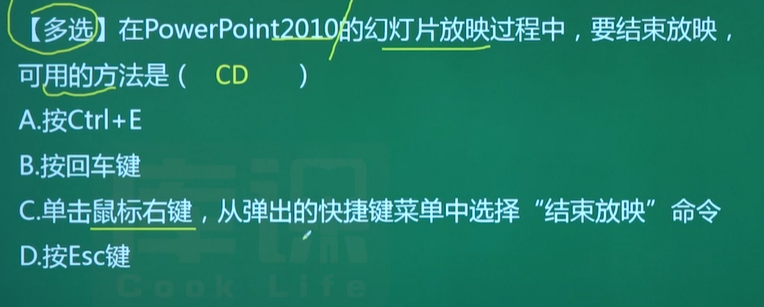 【多选】在PowerPoint2010的幻灯片放映过程中，要结束放映，
可用的方法是（ CD ）
A.按Ctrl+E
B.按回车键
C.单击鼠标右键，从弹出的快捷键菜单中选择“结束放映”命令
D.按Esc键
库课
Cook Life